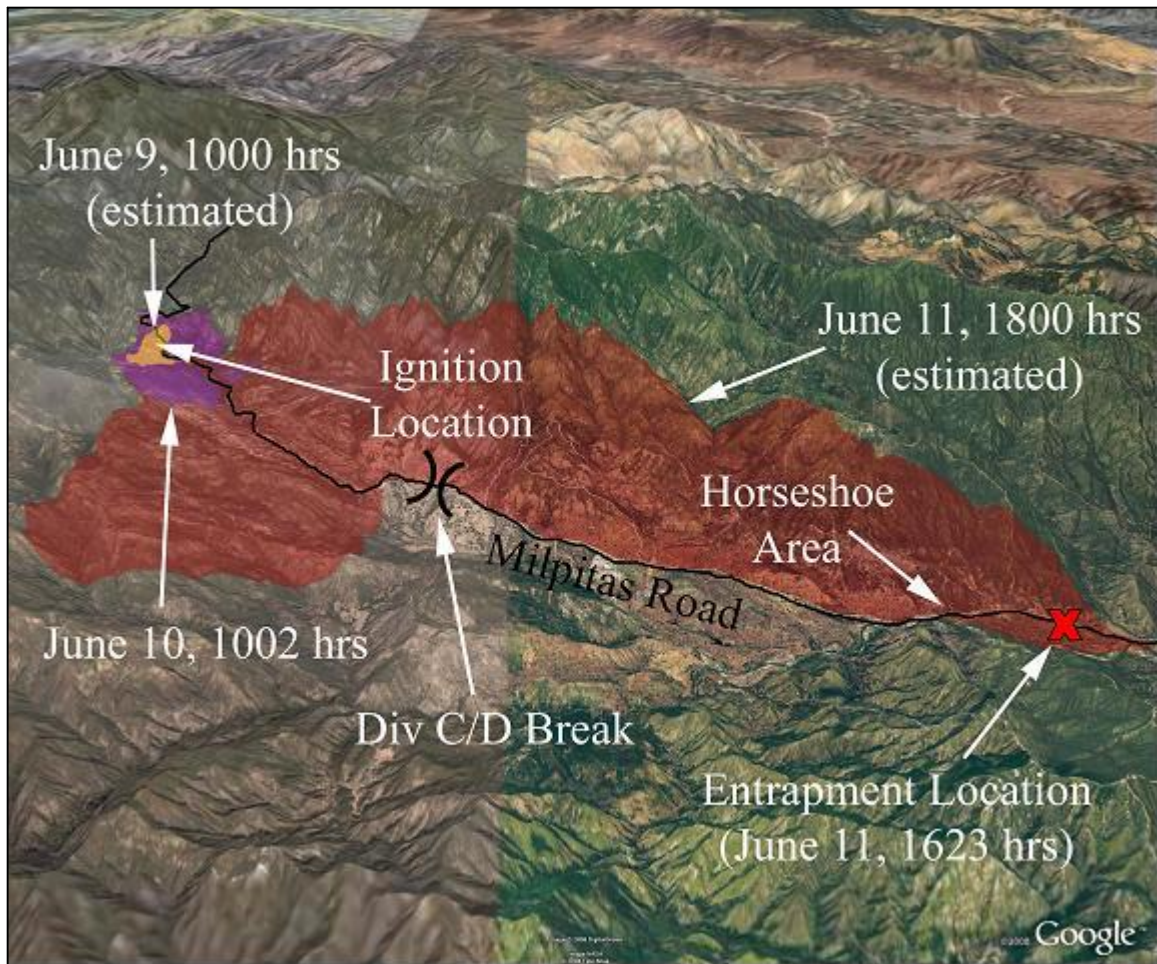 June 9, 1000 hrs
(estimated)
June 11, 1800 hrs
(estimated)
Ignition
Location
Horseshoe
Area
Milpitas Road
June 10, 1002 hrs
Div C/D Break
Entrapment Location
(June 11, 1623 hrs)
X
©2008 Google